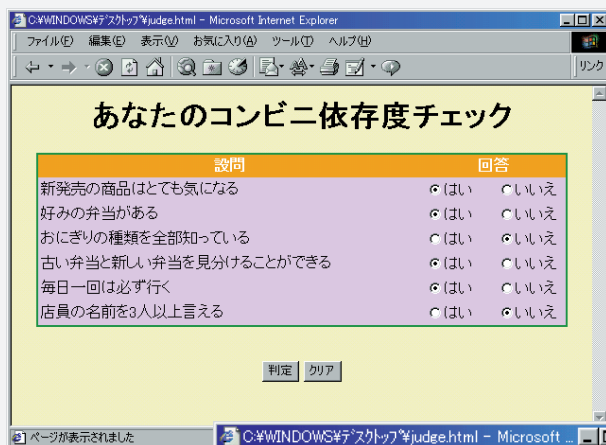 C:¥WINDOWS¥ﾃﾞｽｸﾄｯﾌﾟ¥judge.html - Microsoft Internet Explorer
ファイル(F) 編集(E) 表示(V) お気に入り(A) ツール(T) ヘルプ(H)
リンク
あなたのコンビニ依存度チェック
設問 回答
新発売の商品はとても気になる はい いいえ
好みの弁当がある はい いいえ
おにぎりの種類を全部知っている はい いいえ
古い弁当と新しい弁当を見分けることができる はい いいえ
毎日一回は必ず行く はい いいえ
店員の名前を3人以上言える はい いいえ
判定 クリア
ページが表示されました
C:¥WINDOWS¥ﾃﾞｽｸﾄｯﾌﾟ¥judge.html - Microsoft ...